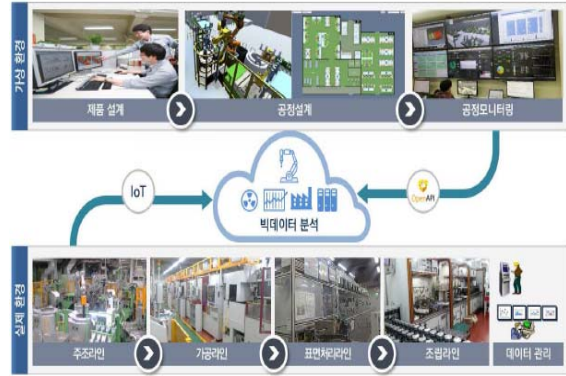 가상 환경
제품 설계
공정설계
공정모니터링
IoT
OpenAPI
빅데이터 분석
실제 환경
주조라인
가공라인
표면처리라인
조립라인
데이터 관리